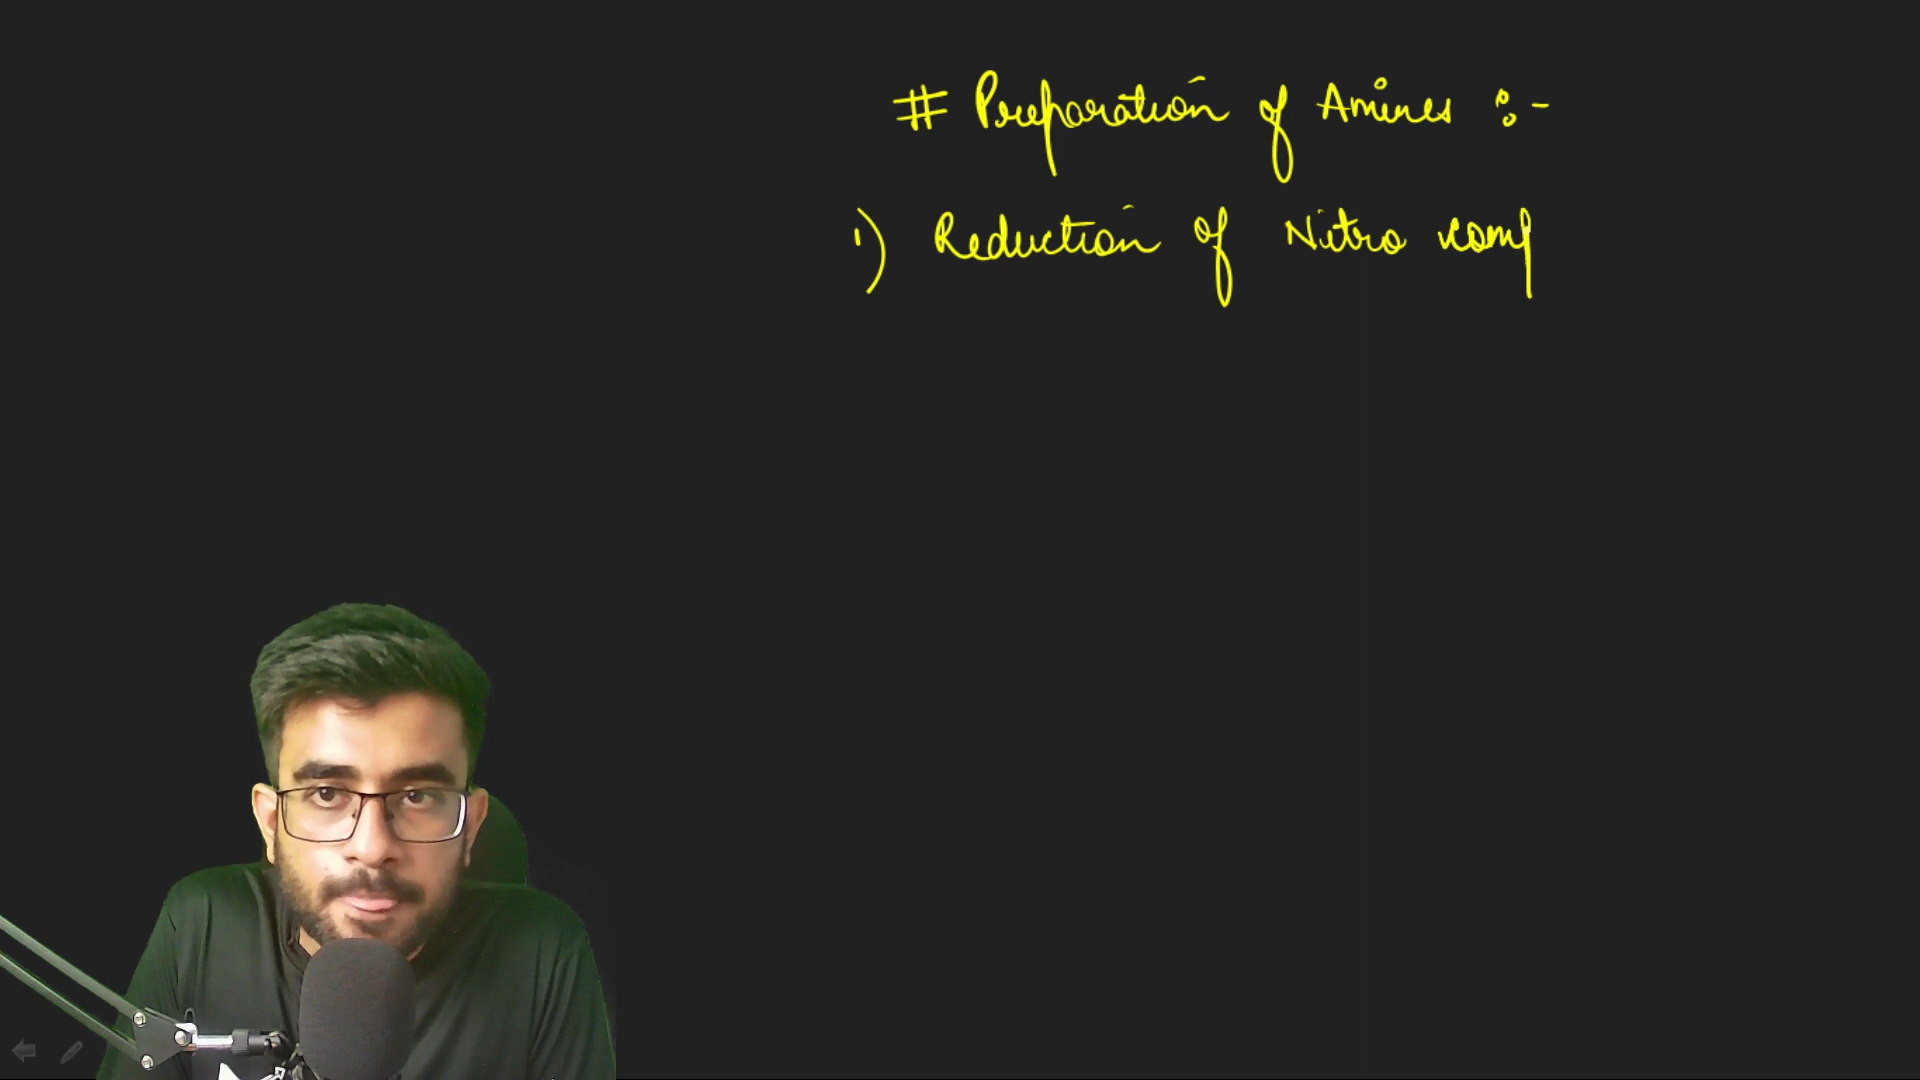 # Preparation of Amines :-
1) Reduction of Nitro comp